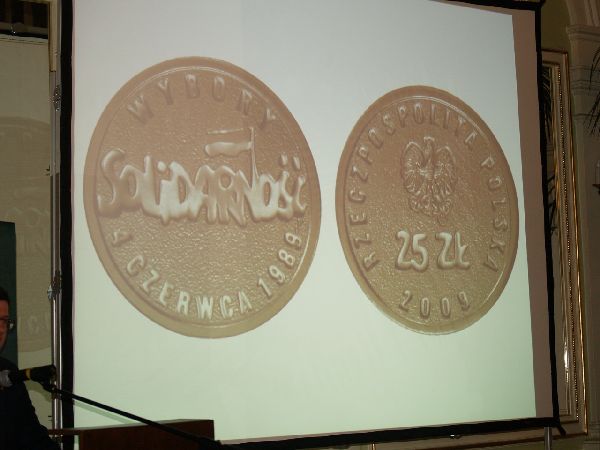 WYBORY
SOLIDARNOŚĆ
4 CZERWCA 1989
RZECZPOSPOLITA POLSKA
25 ZŁ
2009